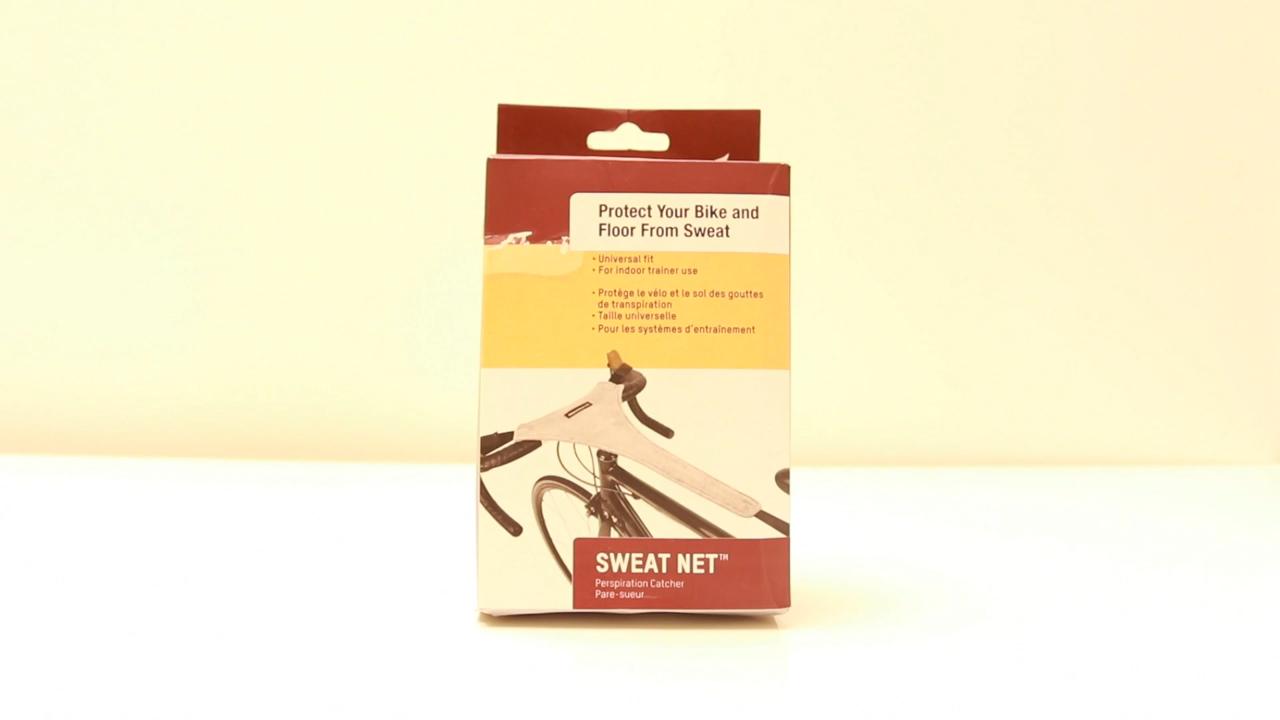 Protect Your Bike and
Floor From Sweat
• Universal fit
• For indoor trainer use
• Protège le vélo et le sol des gouttes
de transpiration
• Taille universelle
• Pour les systèmes d'entraînement
SWEAT NET™
Perspiration Catcher
Pare-sueur